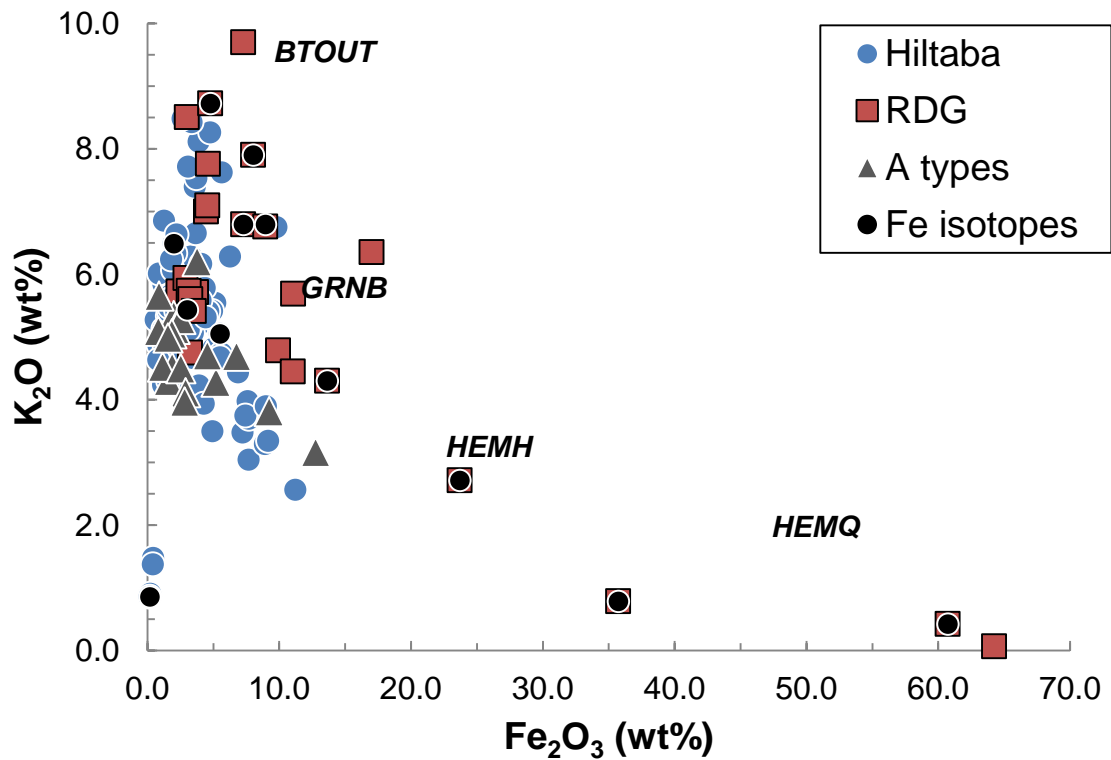 10.0
8.0
6.0
4.0
2.0
0.0
K₂O (wt%)
BTOUT
GRNB
HEMH
HEMQ
Hiltaba
RDG
A types
Fe isotopes
0.0 10.0 20.0 30.0 40.0 50.0 60.0 70.0
Fe₂O₃ (wt%)